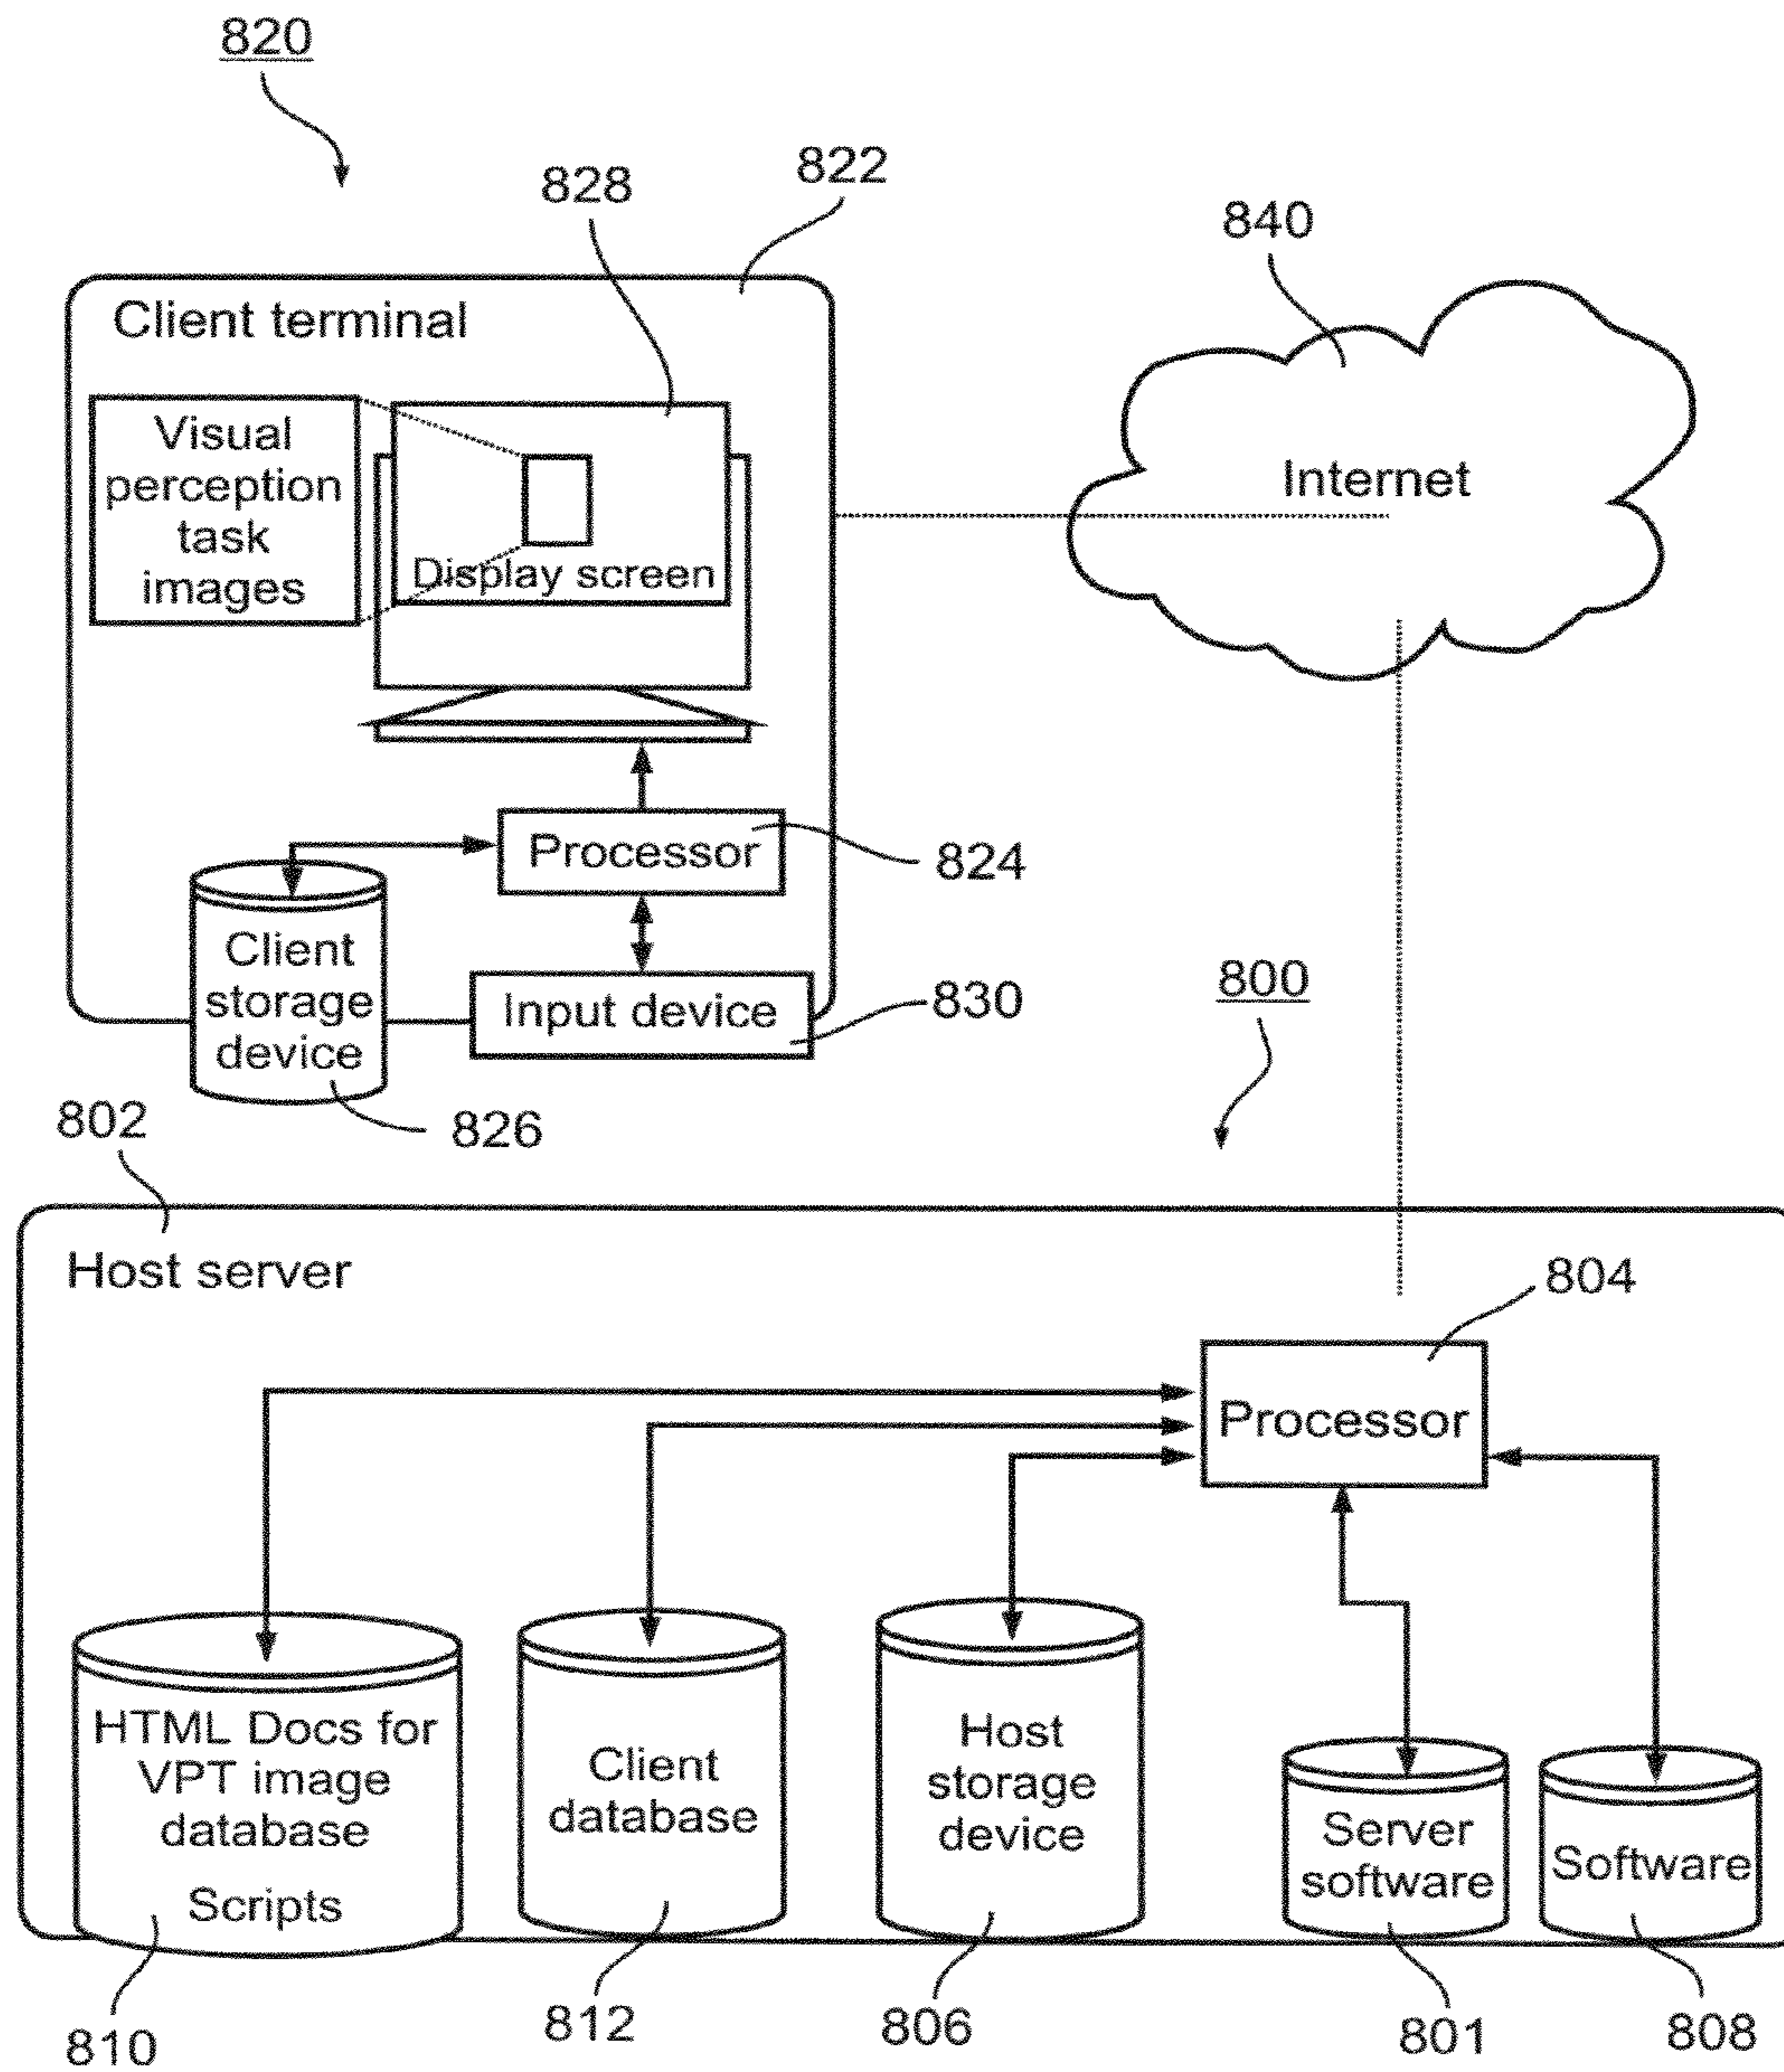 820
822
828
840
Client terminal
Visual
perception
task
images
Display screen
Internet
Processor
824
Client
storage
device
Input device
830
800
826
802
Host server
804
Processor
HTML Docs for
VPT image
database
Scripts
Client
database
Host
storage
device
Server
software
Software
810
812
806
801
808